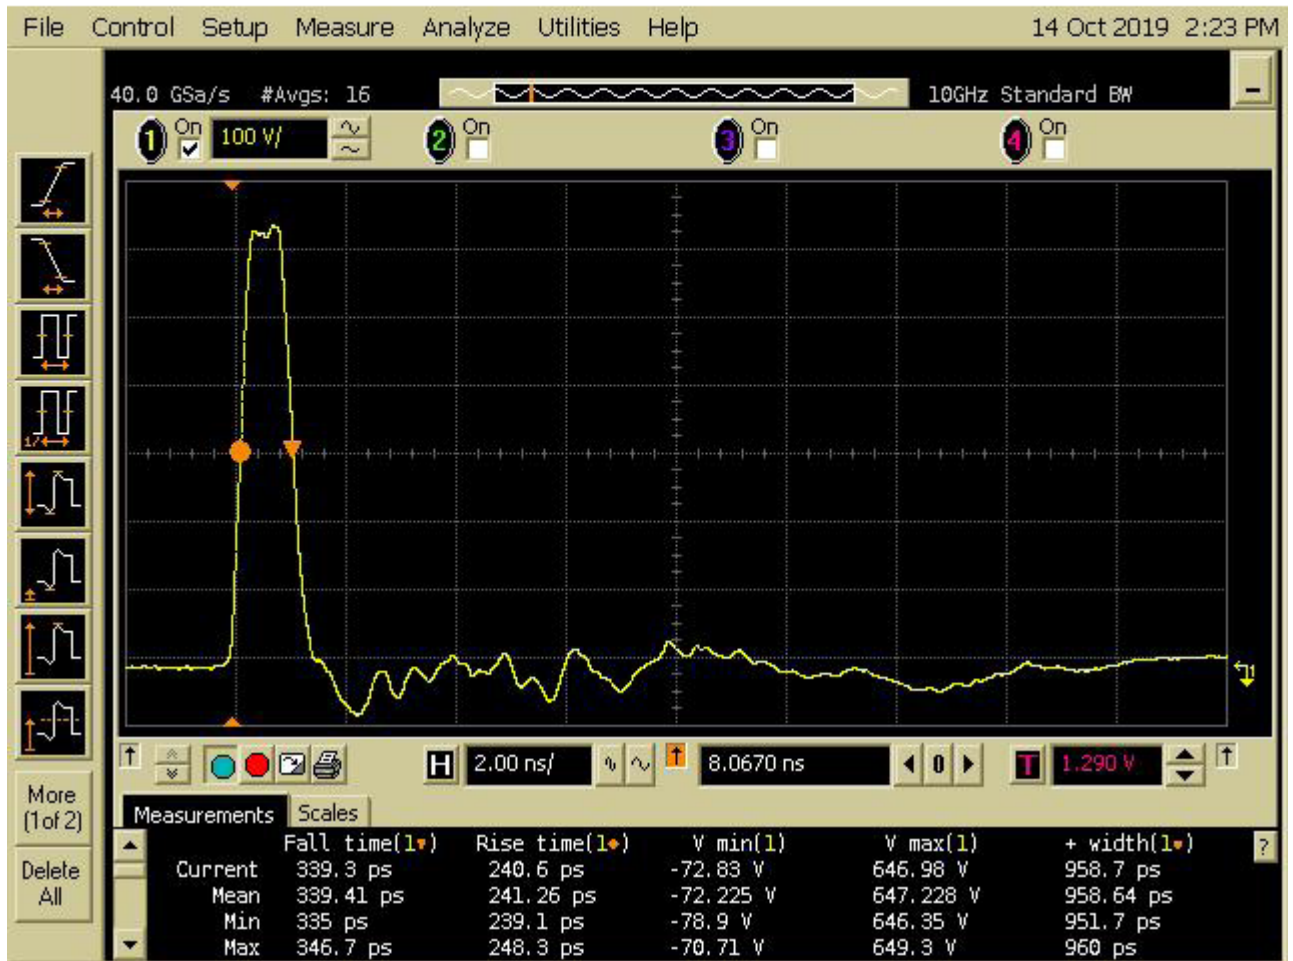 File Control Setup Measure Analyze Utilities Help 14 Oct 2019 2:23 PM
40.0 GSa/s #Avgs: 16 10GHz Standard BW
1 On 100 V/ 2 On 3 On 4 On
1/
1
H 2.00 ns/ 8.0670 ns 0 T 1.290 V
More
(1of 2)
Delete
All
Measurements Scales
Fall time(1) Rise time(1) V min(1) V max(1) + width(1) ?
Current 339.3 ps 240.6 ps -72.83 V 646.98 V 958.7 ps
Mean 339.41 ps 241.26 ps -72.225 V 647.228 V 958.64 ps
Min 335 ps 239.1 ps -78.9 V 646.35 V 951.7 ps
Max 346.7 ps 248.3 ps -70.71 V 649.3 V 960 ps